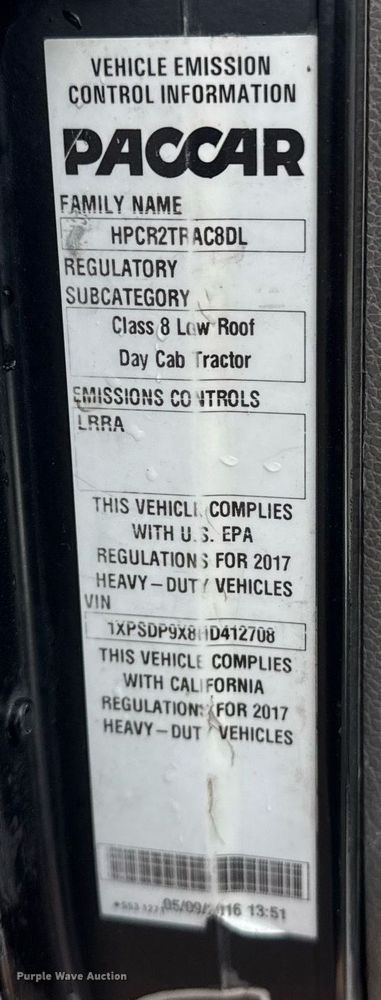 VEHICLE EMISSION
CONTROL INFORMATION
PACCAR
FAMILY NAME
HPCR2TRAC8DL
REGULATORY
SUBCATEGORY
Class 8 Low Roof
Day Cab Tractor
EMISSIONS CONTROLS
LRRA
THIS VEHICLE COMPLIES
WITH U.S. EPA
REGULATIONS FOR 2017
HEAVY-DUTY VEHICLES
VIN
1XPSDP9X8HD412708
THIS VEHICLE COMPLIES
WITH CALIFORNIA
REGULATIONS FOR 2017
HEAVY-DUTY VEHICLES
05/09/2016 13:51
Purple Wave Auction